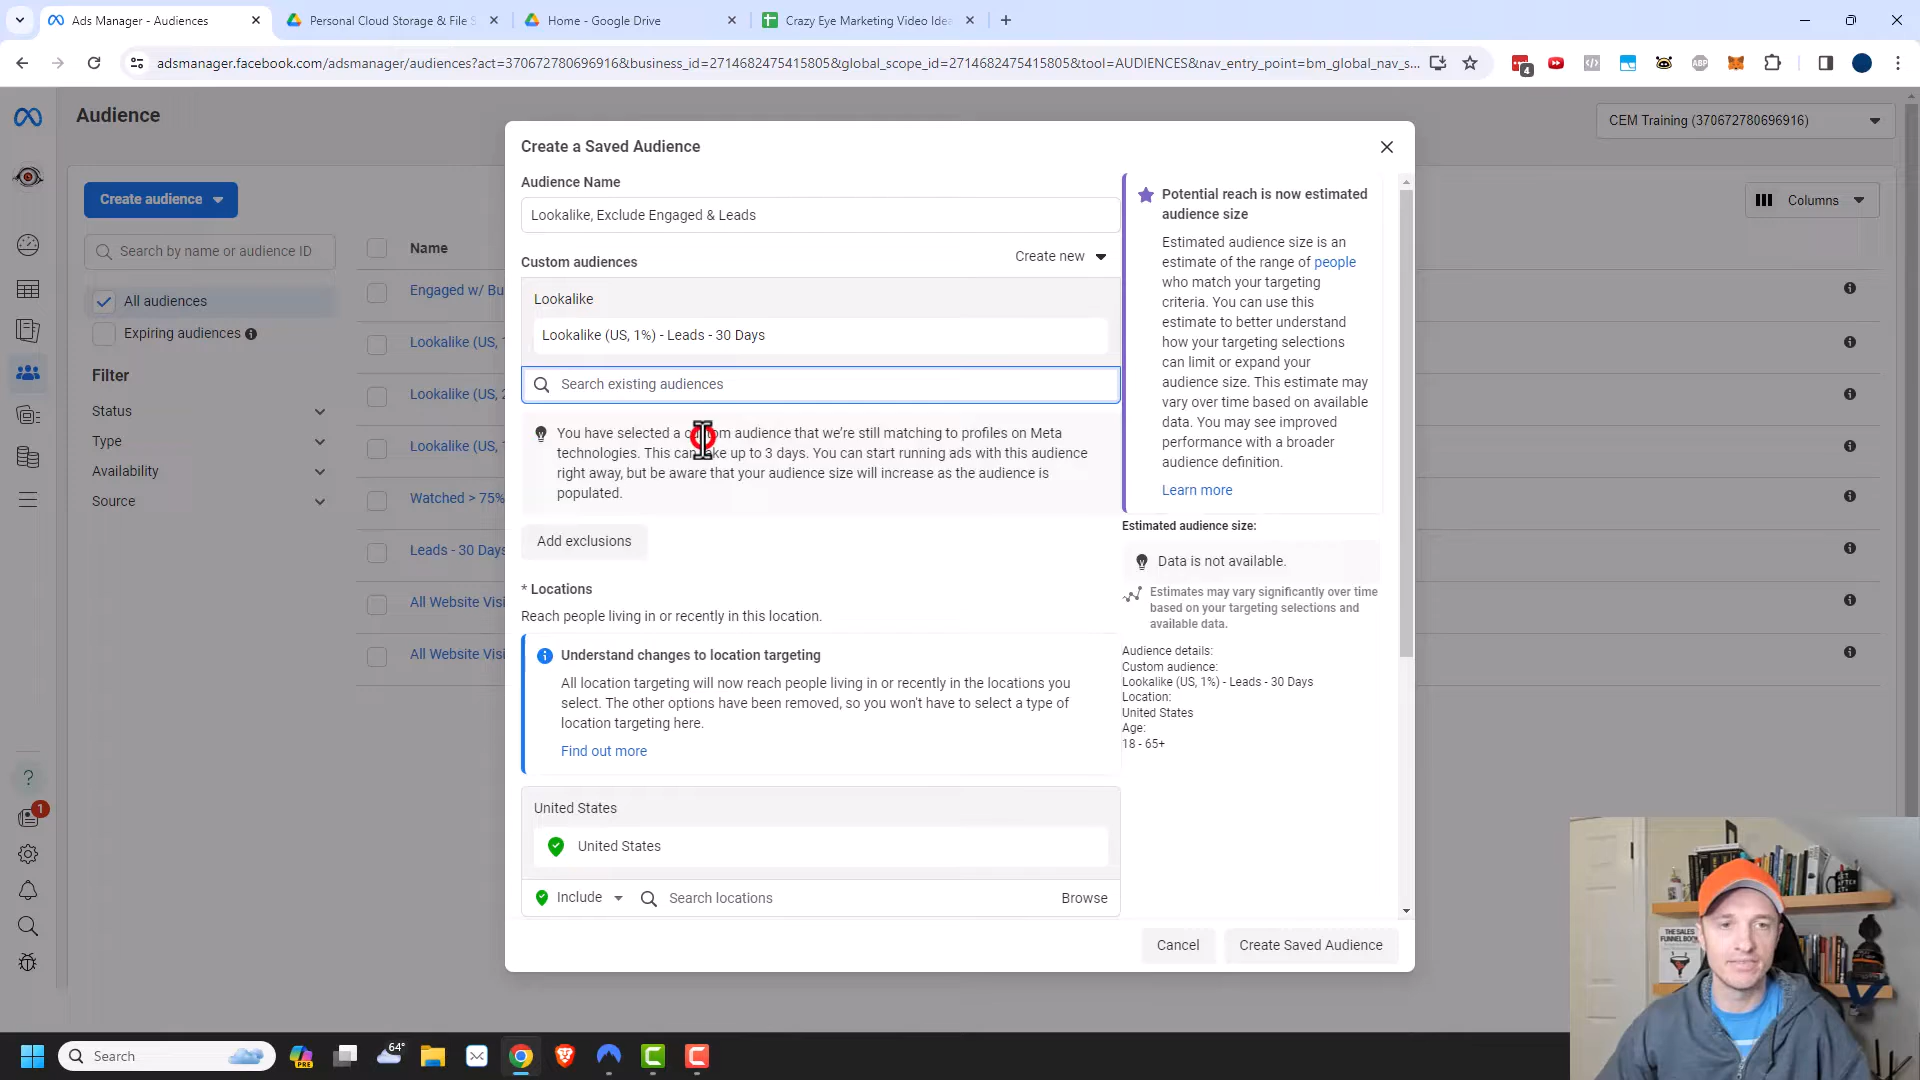 Ads Manager - Audiences
Personal Cloud Storage & File S
Home - Google Drive
Crazy Eye Marketing Video Idea
adsmanager.facebook.com/adsmanager/audiences?act=370672780696916&business_id=2714682475415805&global_scope_id=2714682475415805&tool=AUDIENCES&nav_entry_point=bm_global_nav_s...
4
ABP
Audience
CEM Training (370672780696916)
Create audience
Columns
Search by name or audience ID
All audiences
Expiring audiences
Filter
Status
Type
Availability
Source
Name
Engaged w/ Bu
Lookalike (US,
Lookalike (US, 2
Lookalike (US, 1
Watched > 75%
Leads - 30 Days
All Website Visi
All Website Visi
Create a Saved Audience
Audience Name
Lookalike, Exclude Engaged & Leads
Custom audiences
Create new
Lookalike
Lookalike (US, 1%) - Leads - 30 Days
Search existing audiences
You have selected a custom audience that we're still matching to profiles on Meta
technologies. This can take up to 3 days. You can start running ads with this audience
right away, but be aware that your audience size will increase as the audience is
populated.
Add exclusions
* Locations
Reach people living in or recently in this location.
Understand changes to location targeting
All location targeting will now reach people living in or recently in the locations you
select. The other options have been removed, so you won't have to select a type of
location targeting here.
Find out more
United States
United States
Include
Search locations
Browse
Potential reach is now estimated
audience size
Estimated audience size is an
estimate of the range of people
who match your targeting
criteria. You can use this
estimate to better understand
how your targeting selections
can limit or expand your
audience size. This estimate may
vary over time based on available
data. You may see improved
performance with a broader
audience definition.
Learn more
Estimated audience size:
Data is not available.
Estimates may vary significantly over time
based on your targeting selections and
available data.
Audience details:
Custom audience:
Lookalike (US, 1%) - Leads - 30 Days
Location:
United States
Age:
18 - 65+
Cancel
Create Saved Audience
1
THE SALES
FUNNEL BOOK
Search
PRE
64°